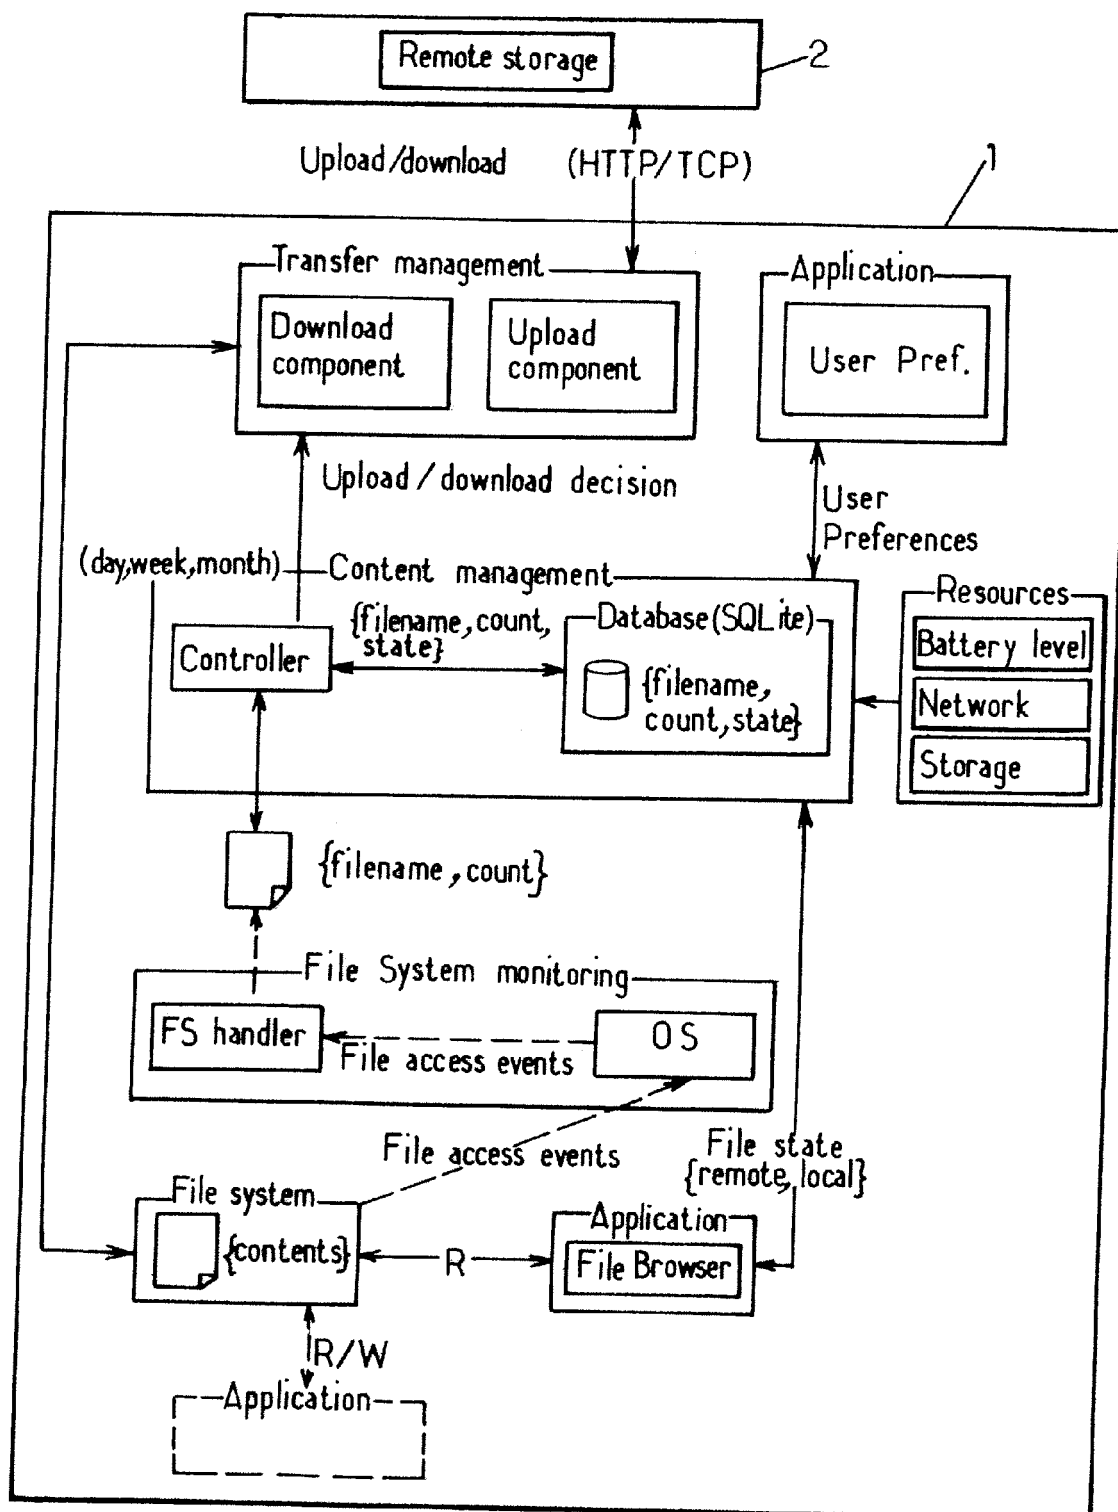 Remote storage
2
Upload/download (HTTP/TCP)
1
Transfer management
Application
Download
component
Upload
component
User Pref.
Upload/download decision
User
Preferences
(day,week,month)
Content management
Resources
Battery level
Network
Storage
{filename,count,
state}
Database(SQLite)
Controller
{filename,
count,state}
{filename,count}
File System monitoring
FS handler
OS
File access events
File access events
File state
{remote,local}
File system
{contents}
R
Application
File Browser
R/W
Application